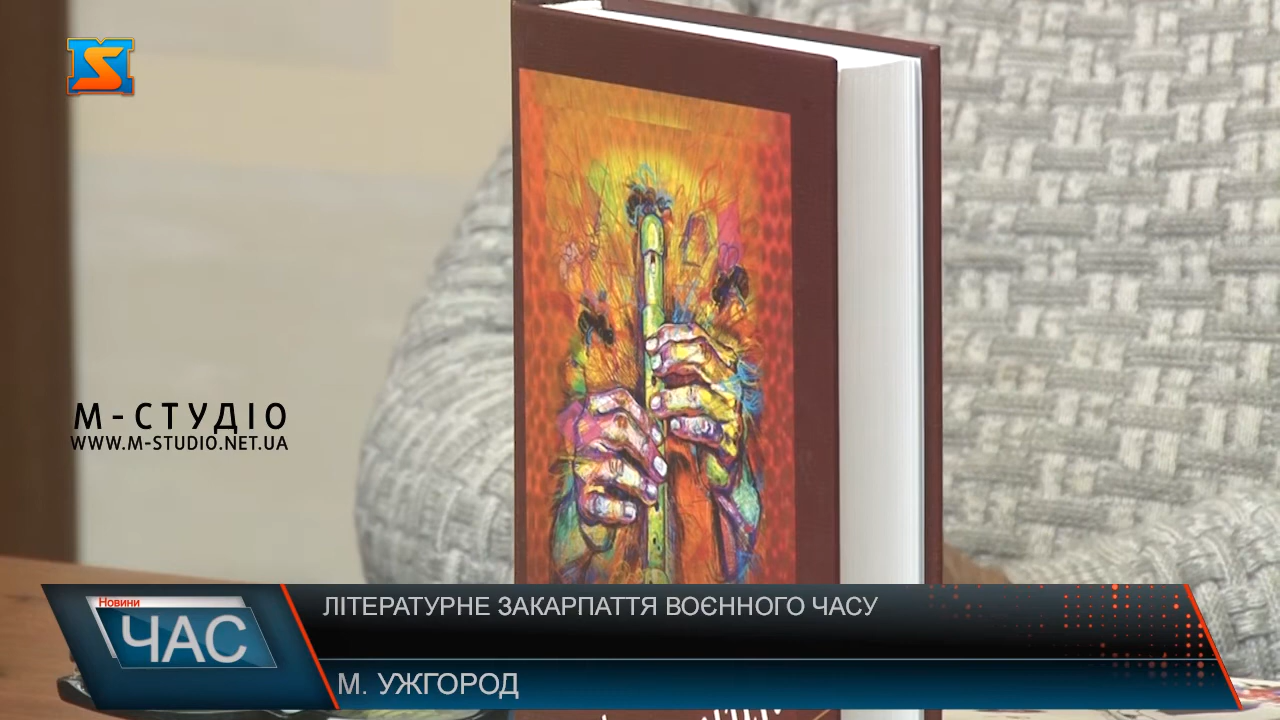 М-СТУДІО
WWW.M-STUDIO.NET.UA
Новини
ЧАС
ЛІТЕРАТУРНЕ ЗАКАРПАТТЯ ВОЄННОГО ЧАСУ
М. УЖГОРОД